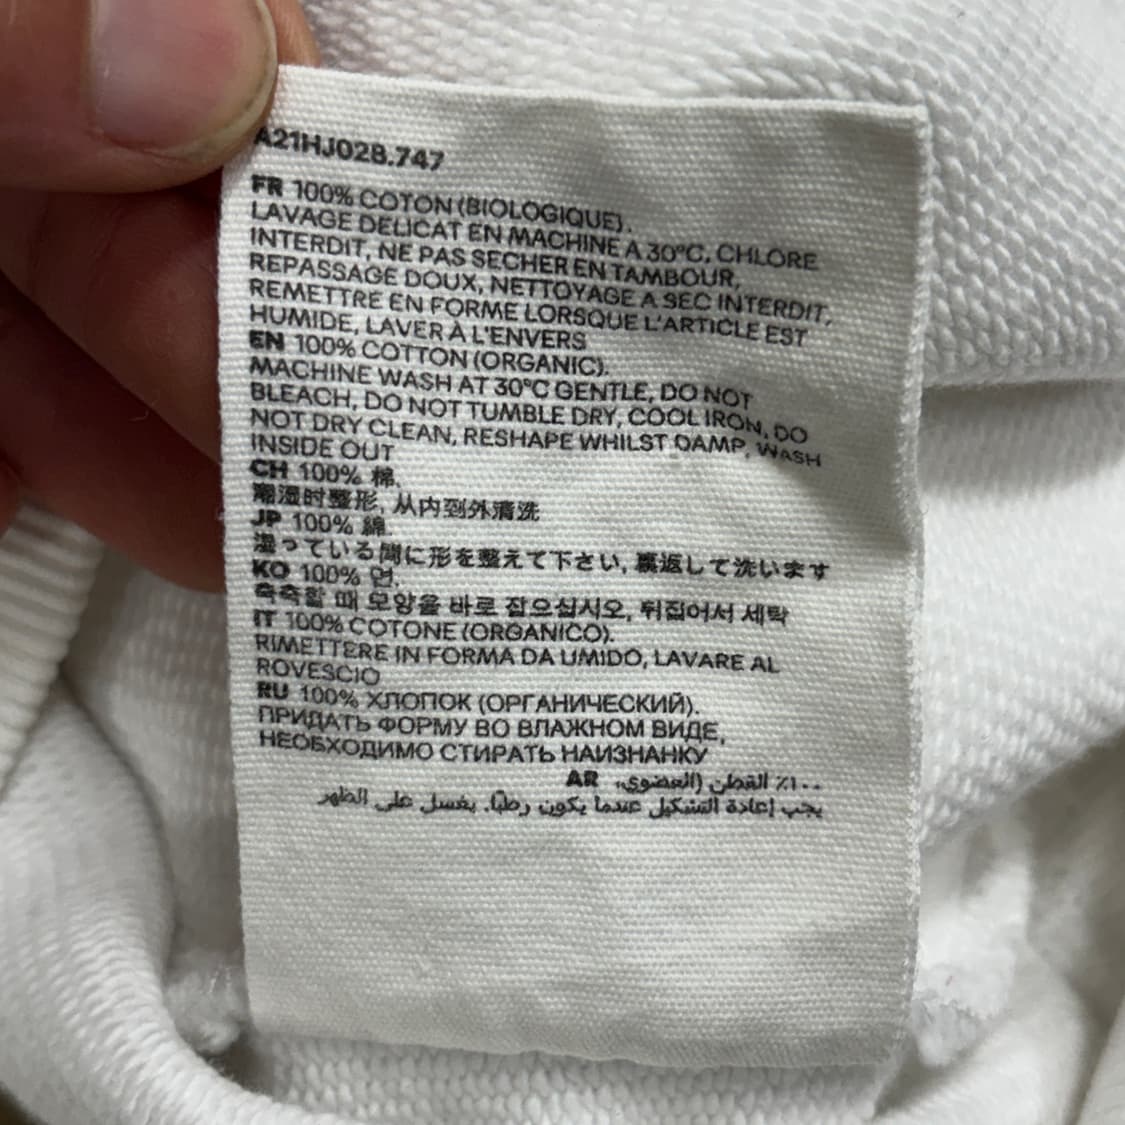 A21HJ028.747
FR 100% COTON (BIOLOGIQUE).
LAVAGE DELICAT EN MACHINE A 30°C, CHLORE
INTERDIT, NE PAS SECHER EN TAMBOUR,
REPASSAGE DOUX, NETTOYAGE A SEC INTERDIT,
REMETTRE EN FORME LORSQUE L'ARTICLE EST
HUMIDE, LAVER À L'ENVERS
EN 100% COTTON (ORGANIC).
MACHINE WASH AT 30°C GENTLE, DO NOT
BLEACH, DO NOT TUMBLE DRY, COOL IRON, DO
NOT DRY CLEAN, RESHAPE WHILST DAMP, WASH
INSIDE OUT
CH 100% 棉.
潮湿时整形, 从内到外清洗
JP 100% 綿.
湿っている間に形を整えて下さい, 裏返して洗います
KO 100% 면.
축축할 때 모양을 바로 잡으십시오, 뒤집어서 세탁
IT 100% COTONE (ORGANICO).
RIMETTERE IN FORMA DA UMIDO, LAVARE AL
ROVESCIO
RU 100% ХЛОПОК (ОРГАНИЧЕСКИЙ).
ПРИДАТЬ ФОРМУ ВО ВЛАЖНОМ ВИДЕ,
НЕОБХОДИМО СТИРАТЬ НАИЗНАНКУ
١٠٠٪ القطن (العضوي). AR
يجب إعادة التشكيل عندما يكون رطبًا. يغسل على الظهر